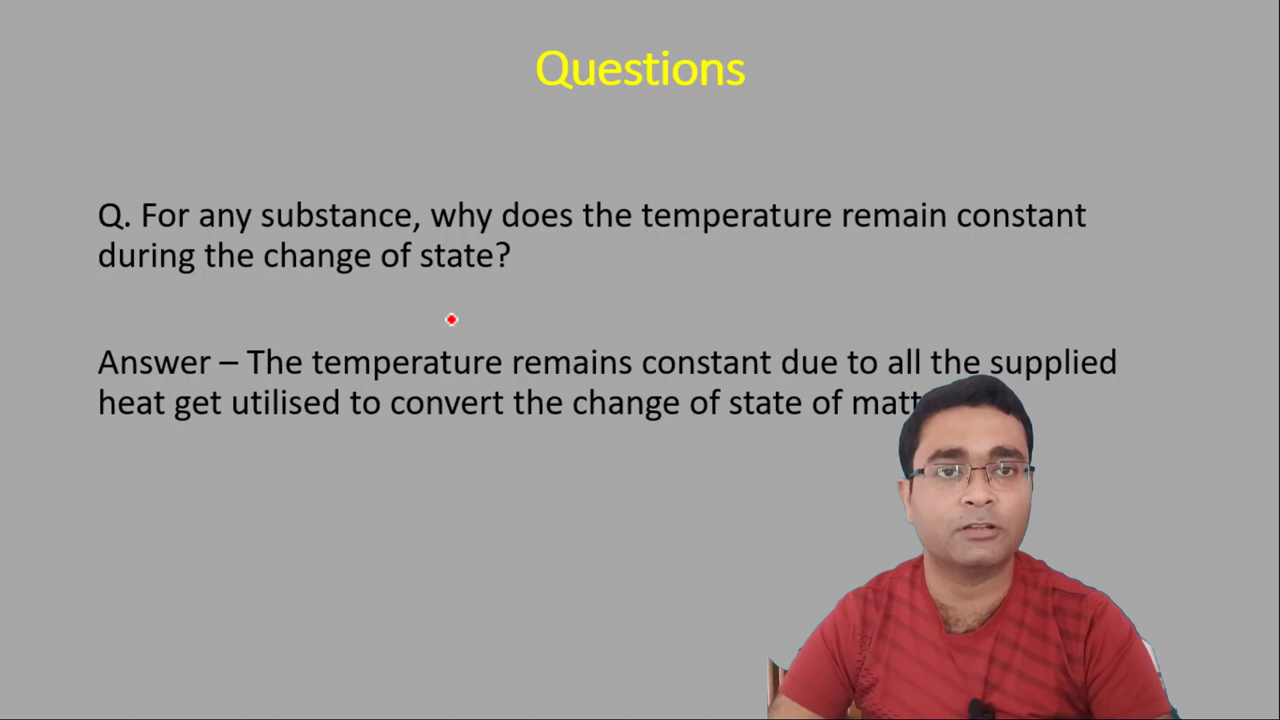 Questions
Q. For any substance, why does the temperature remain constant
during the change of state?
Answer – The temperature remains constant due to all the supplied
heat get utilised to convert the change of state of